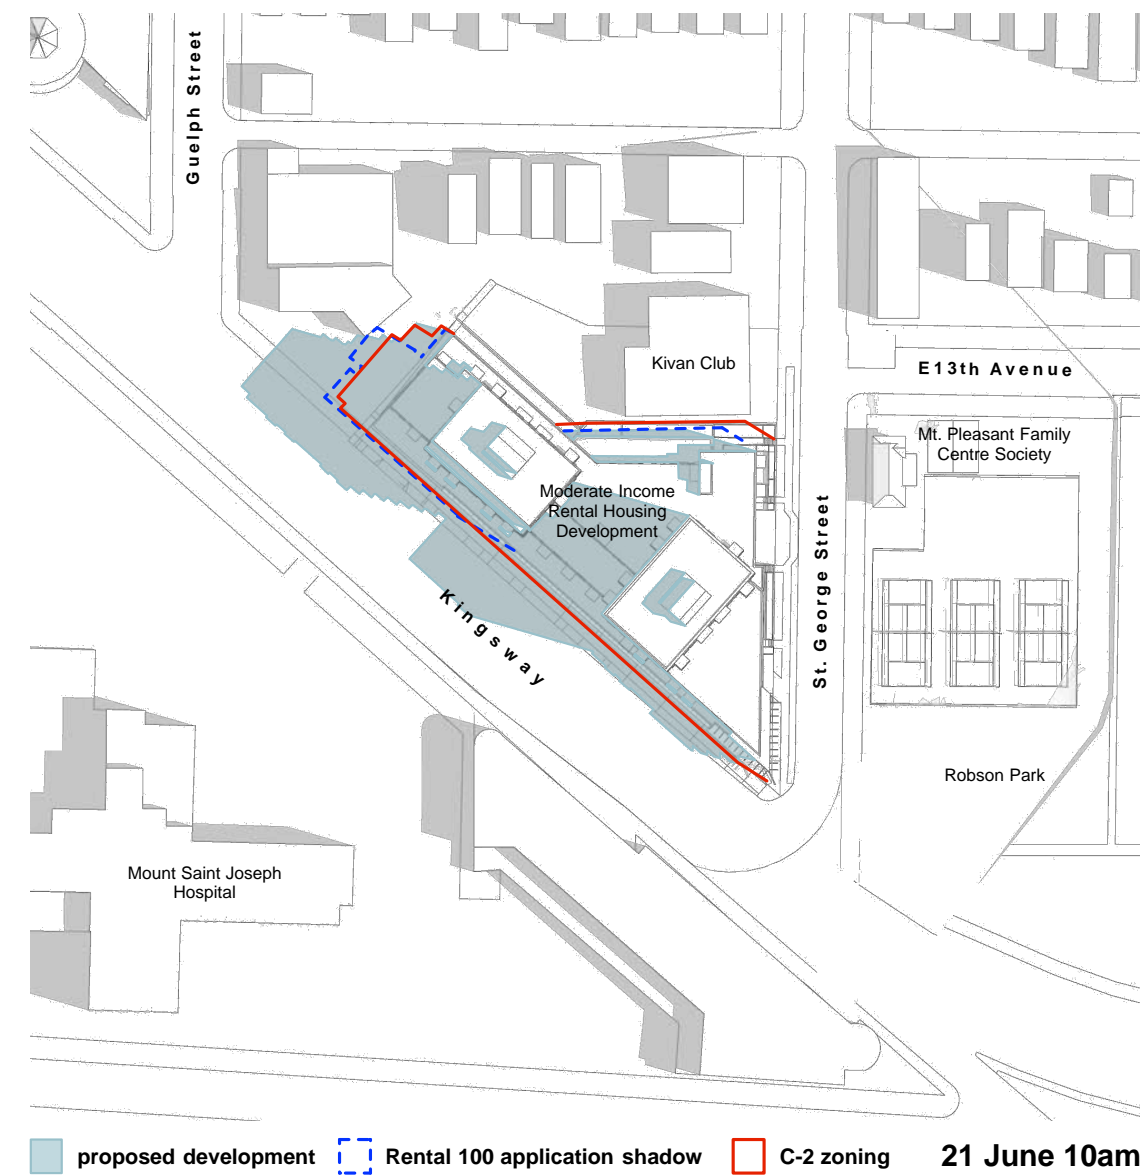 Guelph Street
Kivan Club
E13th Avenue
Mt. Pleasant Family
Centre Society
Moderate Income
Rental Housing
Development
St. George Street
Kingsway
Robson Park
Mount Saint Joseph
Hospital
proposed development
Rental 100 application shadow
C-2 zoning
21 June 10am